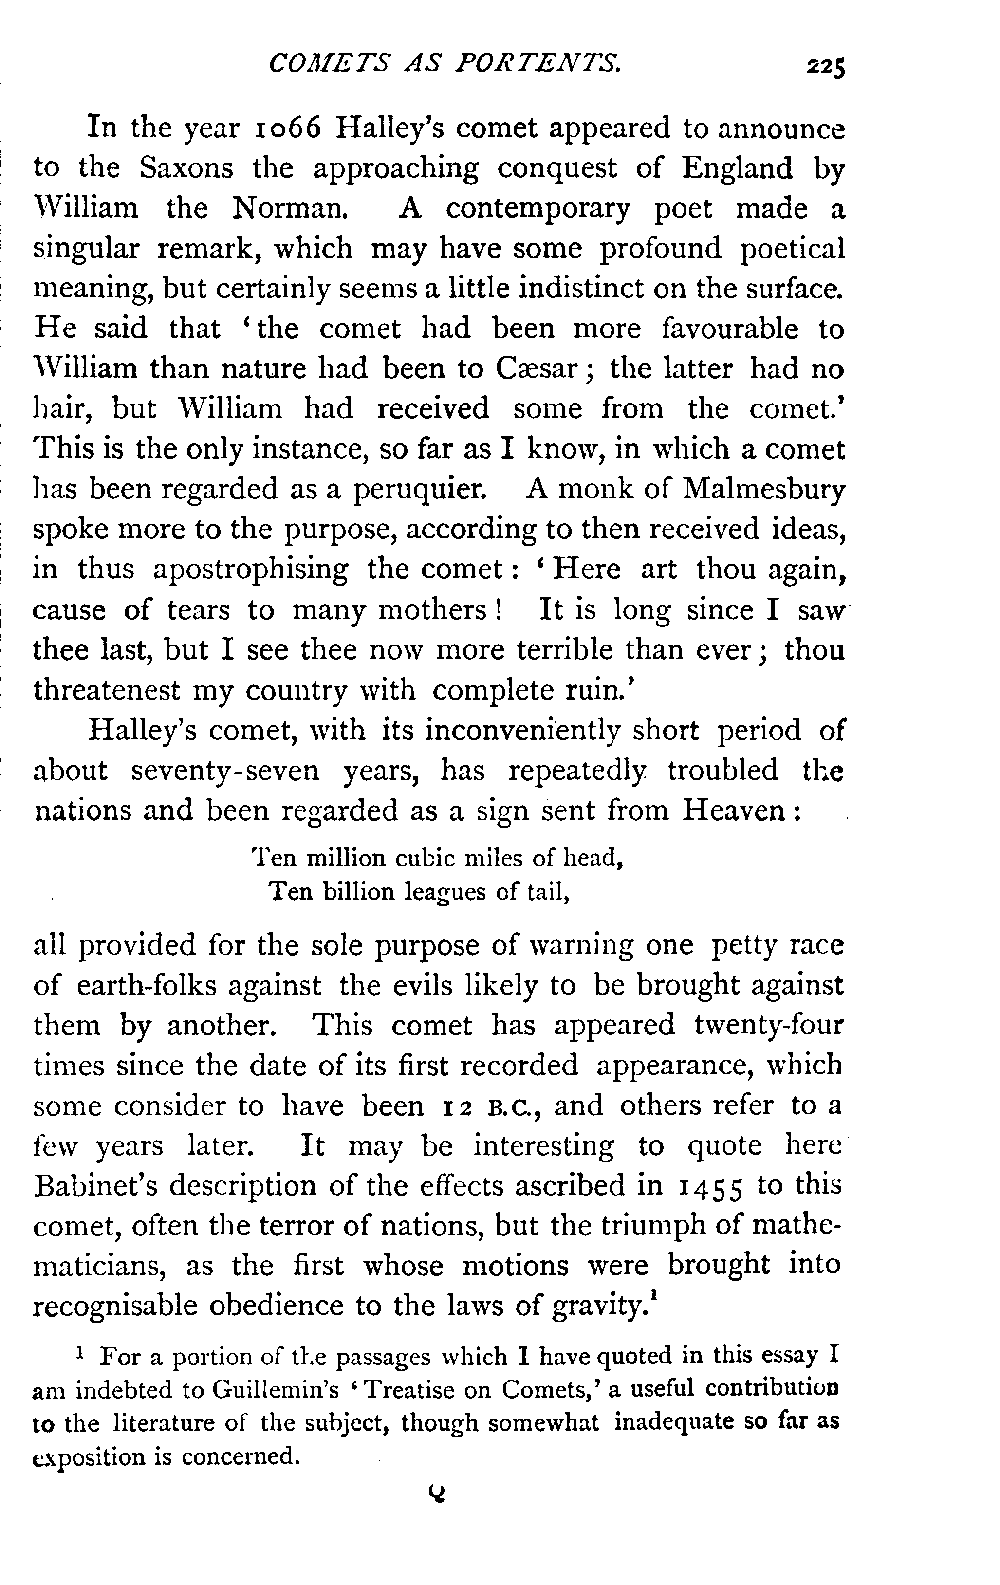 COMETS AS PORTENTS. 225
In the year 1066 Halley's comet appeared to announce
to the Saxons the approaching conquest of England by
William the Norman. A contemporary poet made a
singular remark, which may have some profound poetical
meaning, but certainly seems a little indistinct on the surface.
He said that ‘the comet had been more favourable to
William than nature had been to Cæsar; the latter had no
hair, but William had received some from the comet.’
This is the only instance, so far as I know, in which a comet
has been regarded as a peruquier. A monk of Malmesbury
spoke more to the purpose, according to then received ideas,
in thus apostrophising the comet: ‘Here art thou again,
cause of tears to many mothers! It is long since I saw
thee last, but I see thee now more terrible than ever; thou
threatenest my country with complete ruin.’
Halley's comet, with its inconveniently short period of
about seventy-seven years, has repeatedly troubled the
nations and been regarded as a sign sent from Heaven:
Ten million cubic miles of head,
Ten billion leagues of tail,
all provided for the sole purpose of warning one petty race
of earth-folks against the evils likely to be brought against
them by another. This comet has appeared twenty-four
times since the date of its first recorded appearance, which
some consider to have been 12 B.C., and others refer to a
few years later. It may be interesting to quote here
Babinet's description of the effects ascribed in 1455 to this
comet, often the terror of nations, but the triumph of mathe-
maticians, as the first whose motions were brought into
recognisable obedience to the laws of gravity.¹
¹ For a portion of the passages which I have quoted in this essay I
am indebted to Guillemin's ‘Treatise on Comets,’ a useful contribution
to the literature of the subject, though somewhat inadequate so far as
exposition is concerned.
Q